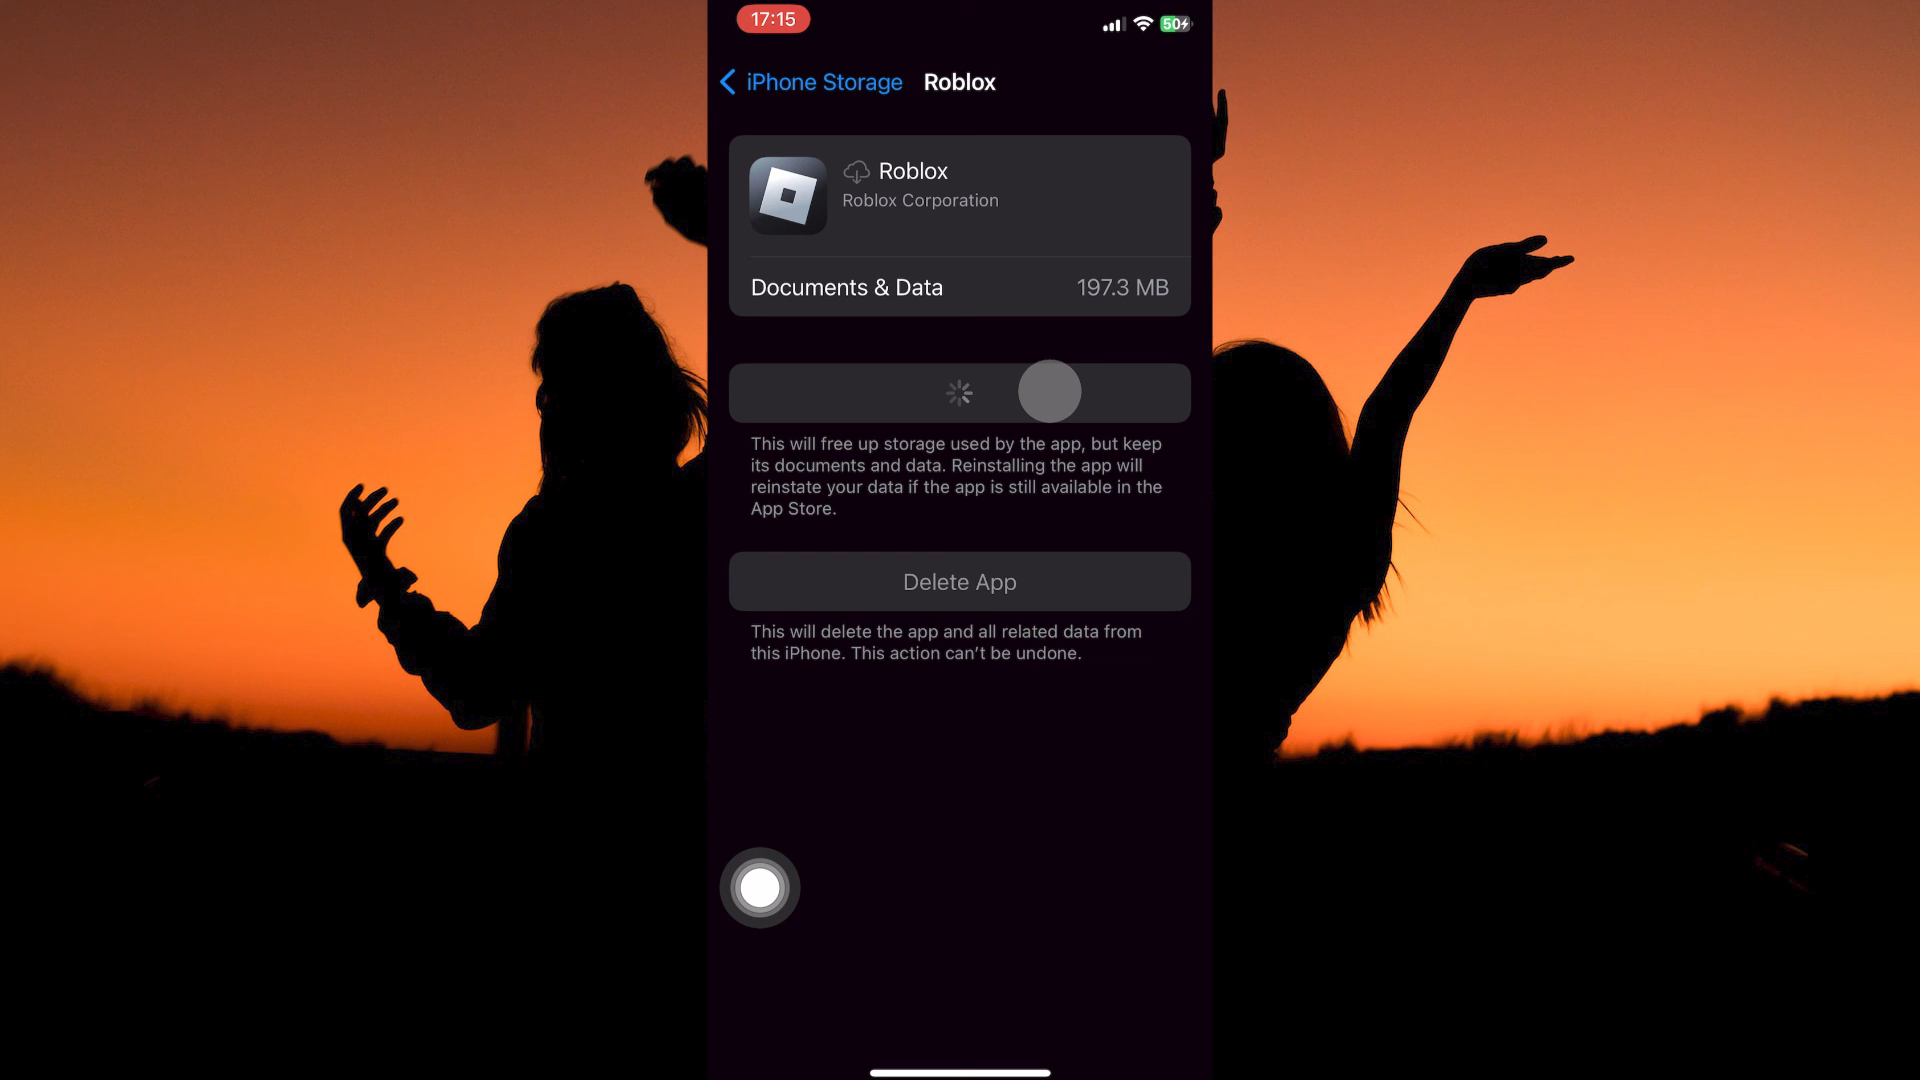 17:15
50
iPhone Storage Roblox
Roblox
Roblox Corporation
Documents & Data 197.3 MB
This will free up storage used by the app, but keep
its documents and data. Reinstalling the app will
reinstate your data if the app is still available in the
App Store.
Delete App
This will delete the app and all related data from
this iPhone. This action can't be undone.